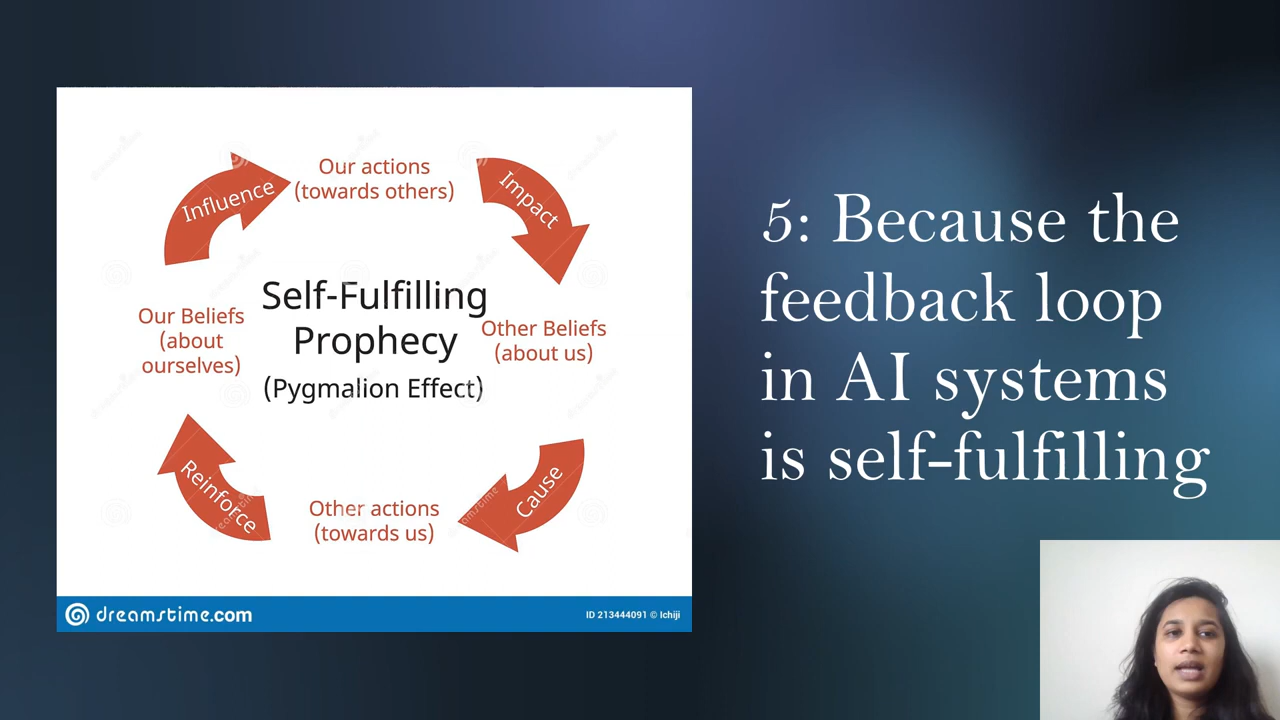 Our actions
(towards others)
Influence
Impact
Self-Fulfilling
Prophecy
(Pygmalion Effect)
Our Beliefs
(about
ourselves)
Other Beliefs
(about us)
Reinforce
Cause
Other actions
(towards us)
dreamstime.com
ID 213444091 © Ichiji
5: Because the
feedback loop
in AI systems
is self-fulfilling